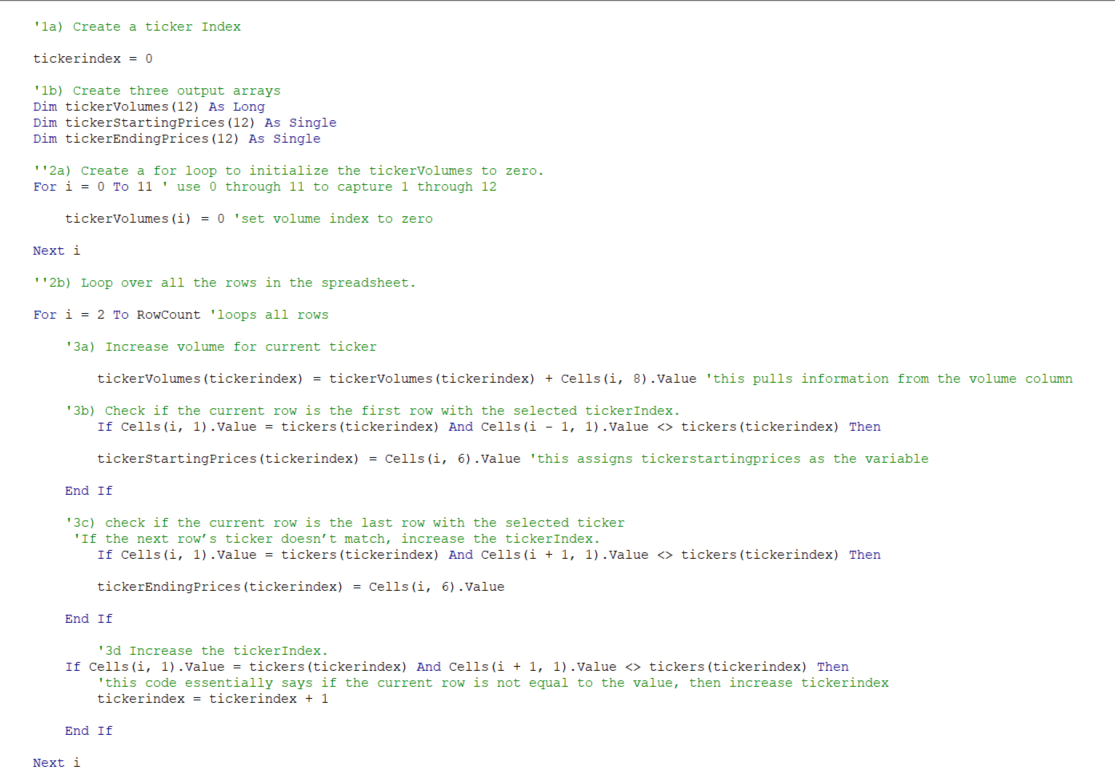 '1a) Create a ticker Index
tickerindex = 0
'1b) Create three output arrays
Dim tickerVolumes(12) As Long
Dim tickerStartingPrices(12) As Single
Dim tickerEndingPrices(12) As Single
''2a) Create a for loop to initialize the tickerVolumes to zero.
For i = 0 To 11 ' use 0 through 11 to capture 1 through 12
tickerVolumes(i) = 0 'set volume index to zero
Next i
''2b) Loop over all the rows in the spreadsheet.
For i = 2 To RowCount 'loops all rows
'3a) Increase volume for current ticker
tickerVolumes(tickerindex) = tickerVolumes(tickerindex) + Cells(i, 8).Value 'this pulls information from the volume column
'3b) Check if the current row is the first row with the selected tickerIndex.
If Cells(i, 1).Value = tickers(tickerindex) And Cells(i - 1, 1).Value <> tickers(tickerindex) Then
tickerStartingPrices(tickerindex) = Cells(i, 6).Value 'this assigns tickerstartingprices as the variable
End If
'3c) check if the current row is the last row with the selected ticker
'If the next row’s ticker doesn’t match, increase the tickerIndex.
If Cells(i, 1).Value = tickers(tickerindex) And Cells(i + 1, 1).Value <> tickers(tickerindex) Then
tickerEndingPrices(tickerindex) = Cells(i, 6).Value
End If
'3d Increase the tickerIndex.
If Cells(i, 1).Value = tickers(tickerindex) And Cells(i + 1, 1).Value <> tickers(tickerindex) Then
'this code essentially says if the current row is not equal to the value, then increase tickerindex
tickerindex = tickerindex + 1
End If
Next i